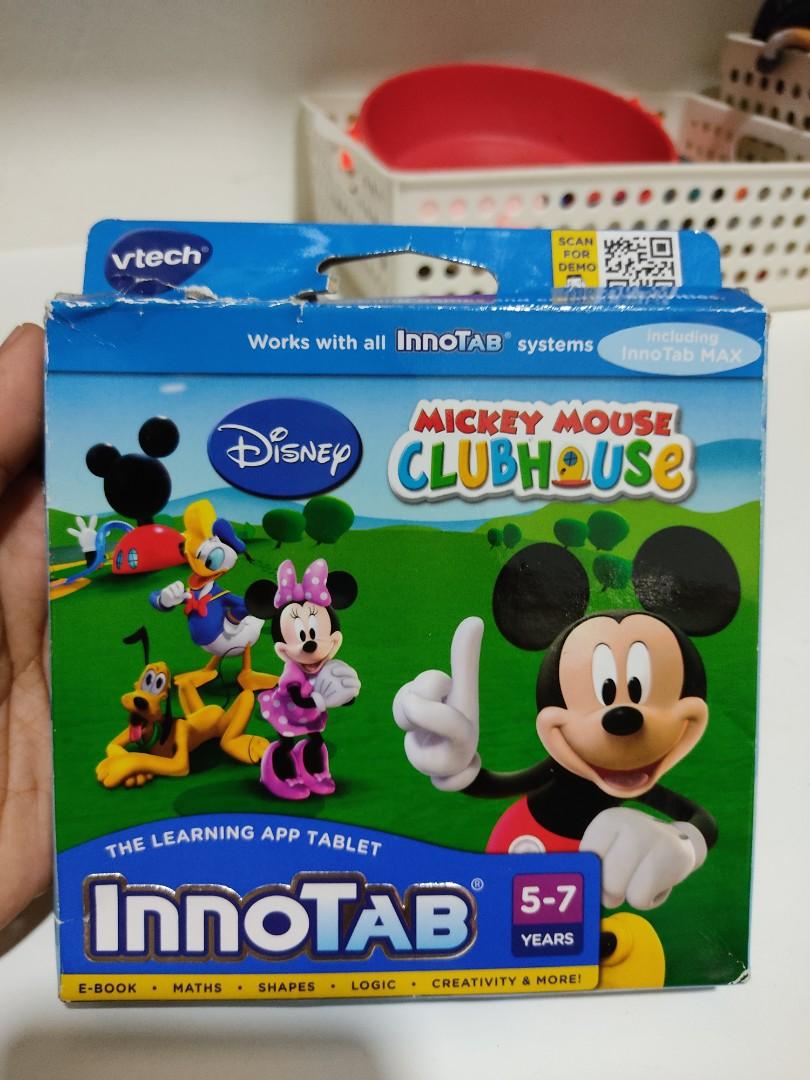 vtech®
SCAN
FOR
DEMO
Works with all InnoTAB® systems
including
InnoTab MAX
Disney
MICKEY MOUSE
CLUBHOUSE
THE LEARNING APP TABLET
InnoTAB®
5-7
YEARS
E-BOOK • MATHS • SHAPES • LOGIC • CREATIVITY & MORE!